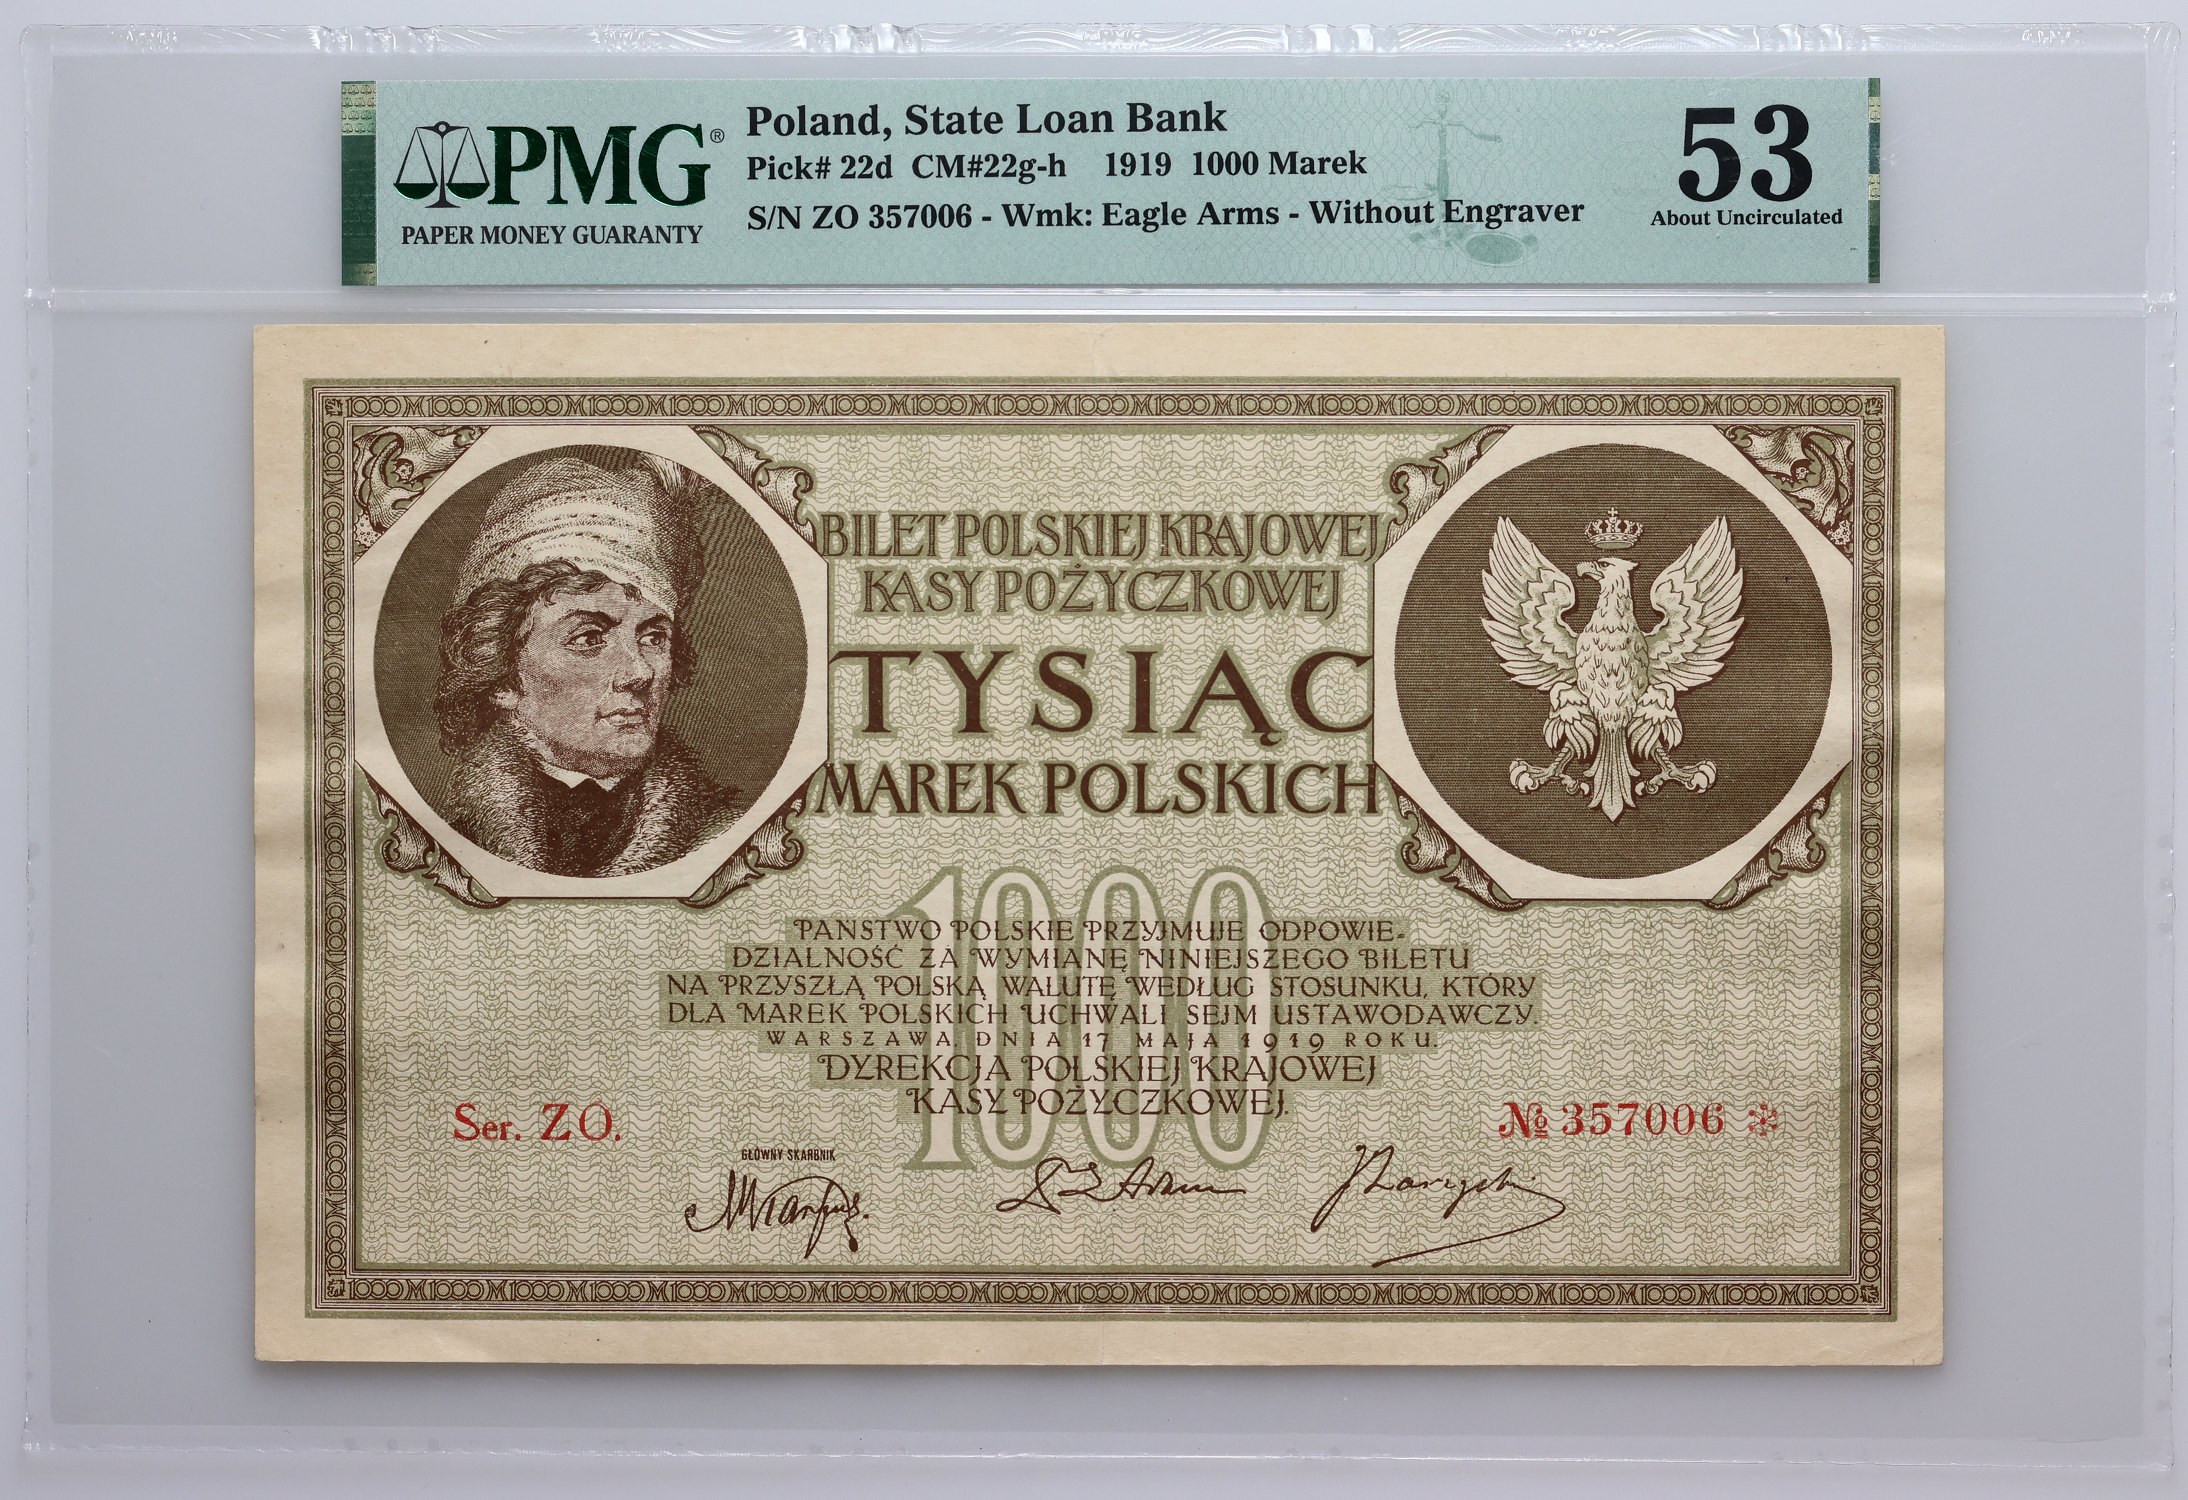 PMG®
PAPER MONEY GUARANTY
Poland, State Loan Bank
Pick# 22d CM#22g-h 1919 1000 Marek
S/N ZO 357006 - Wmk: Eagle Arms - Without Engraver
53
About Uncirculated
BILET POLSKIEJ KRAJOWEJ
KASY POŻYCZKOWEJ
TYSIĄC
MAREK POLSKICH
1000
PAŃSTWO POLSKIE PRZYJMUJE ODPOWIE-
DZIALNOŚĆ ZA WYMIANĘ NINIEJSZEGO BILETU
NA PRZYSZŁĄ POLSKĄ WALUTĘ WEDŁUG STOSUNKU, KTÓRY
DLA MAREK POLSKICH UCHWALI SEJM USTAWODAWCZY.
WARSZAWA, DNIA 17 MAJA 1919 ROKU.
DYREKCJA POLSKIEJ KRAJOWEJ
KASY POŻYCZKOWEJ.
Ser. ZO.
№ 357006 *
GŁÓWNY SKARBNIK